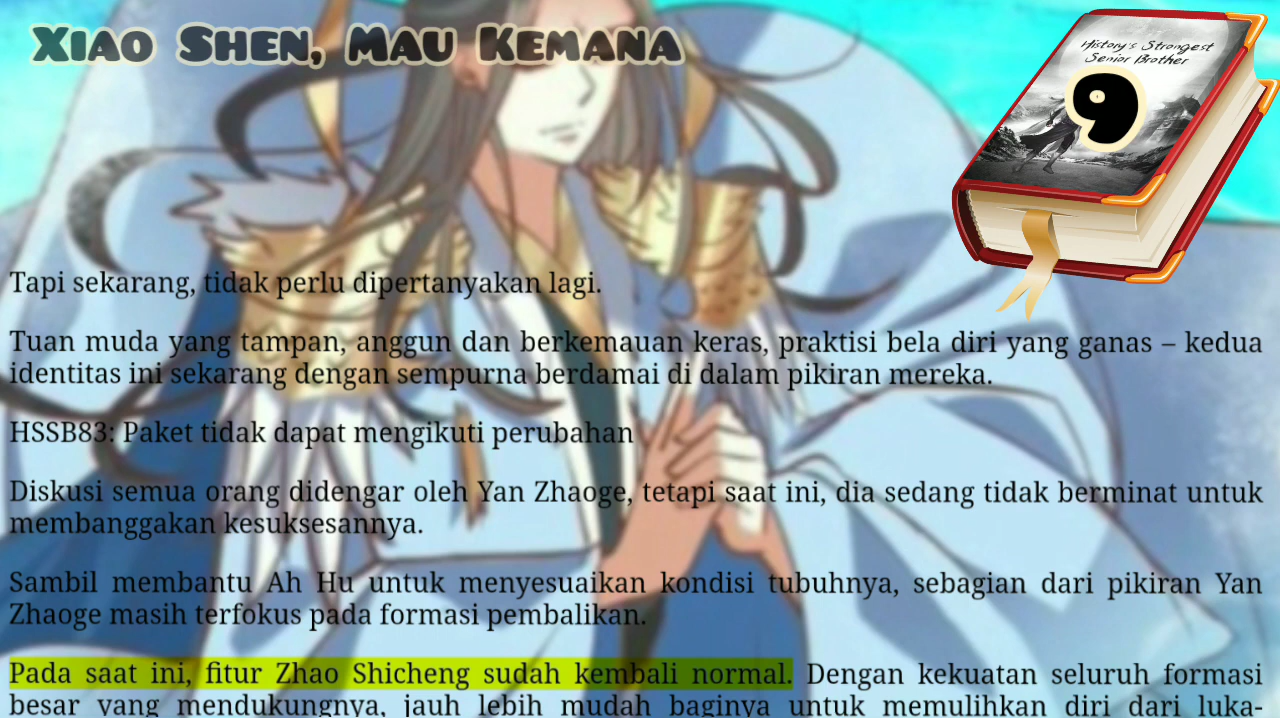 Xiao Shen, Mau Kemana
History's Strongest
Senior Brother
9
Tapi sekarang, tidak perlu dipertanyakan lagi.
Tuan muda yang tampan, anggun dan berkemauan keras, praktisi bela diri yang ganas – kedua
identitas ini sekarang dengan sempurna berdamai di dalam pikiran mereka.
HSSB83: Paket tidak dapat mengikuti perubahan
Diskusi semua orang didengar oleh Yan Zhaoge, tetapi saat ini, dia sedang tidak berminat untuk
membanggakan kesuksesannya.
Sambil membantu Ah Hu untuk menyesuaikan kondisi tubuhnya, sebagian dari pikiran Yan
Zhaoge masih terfokus pada formasi pembalikan.
Pada saat ini, fitur Zhao Shicheng sudah kembali normal. Dengan kekuatan seluruh formasi
besar yang mendukungnya, jauh lebih mudah baginya untuk memulihkan diri dari luka-